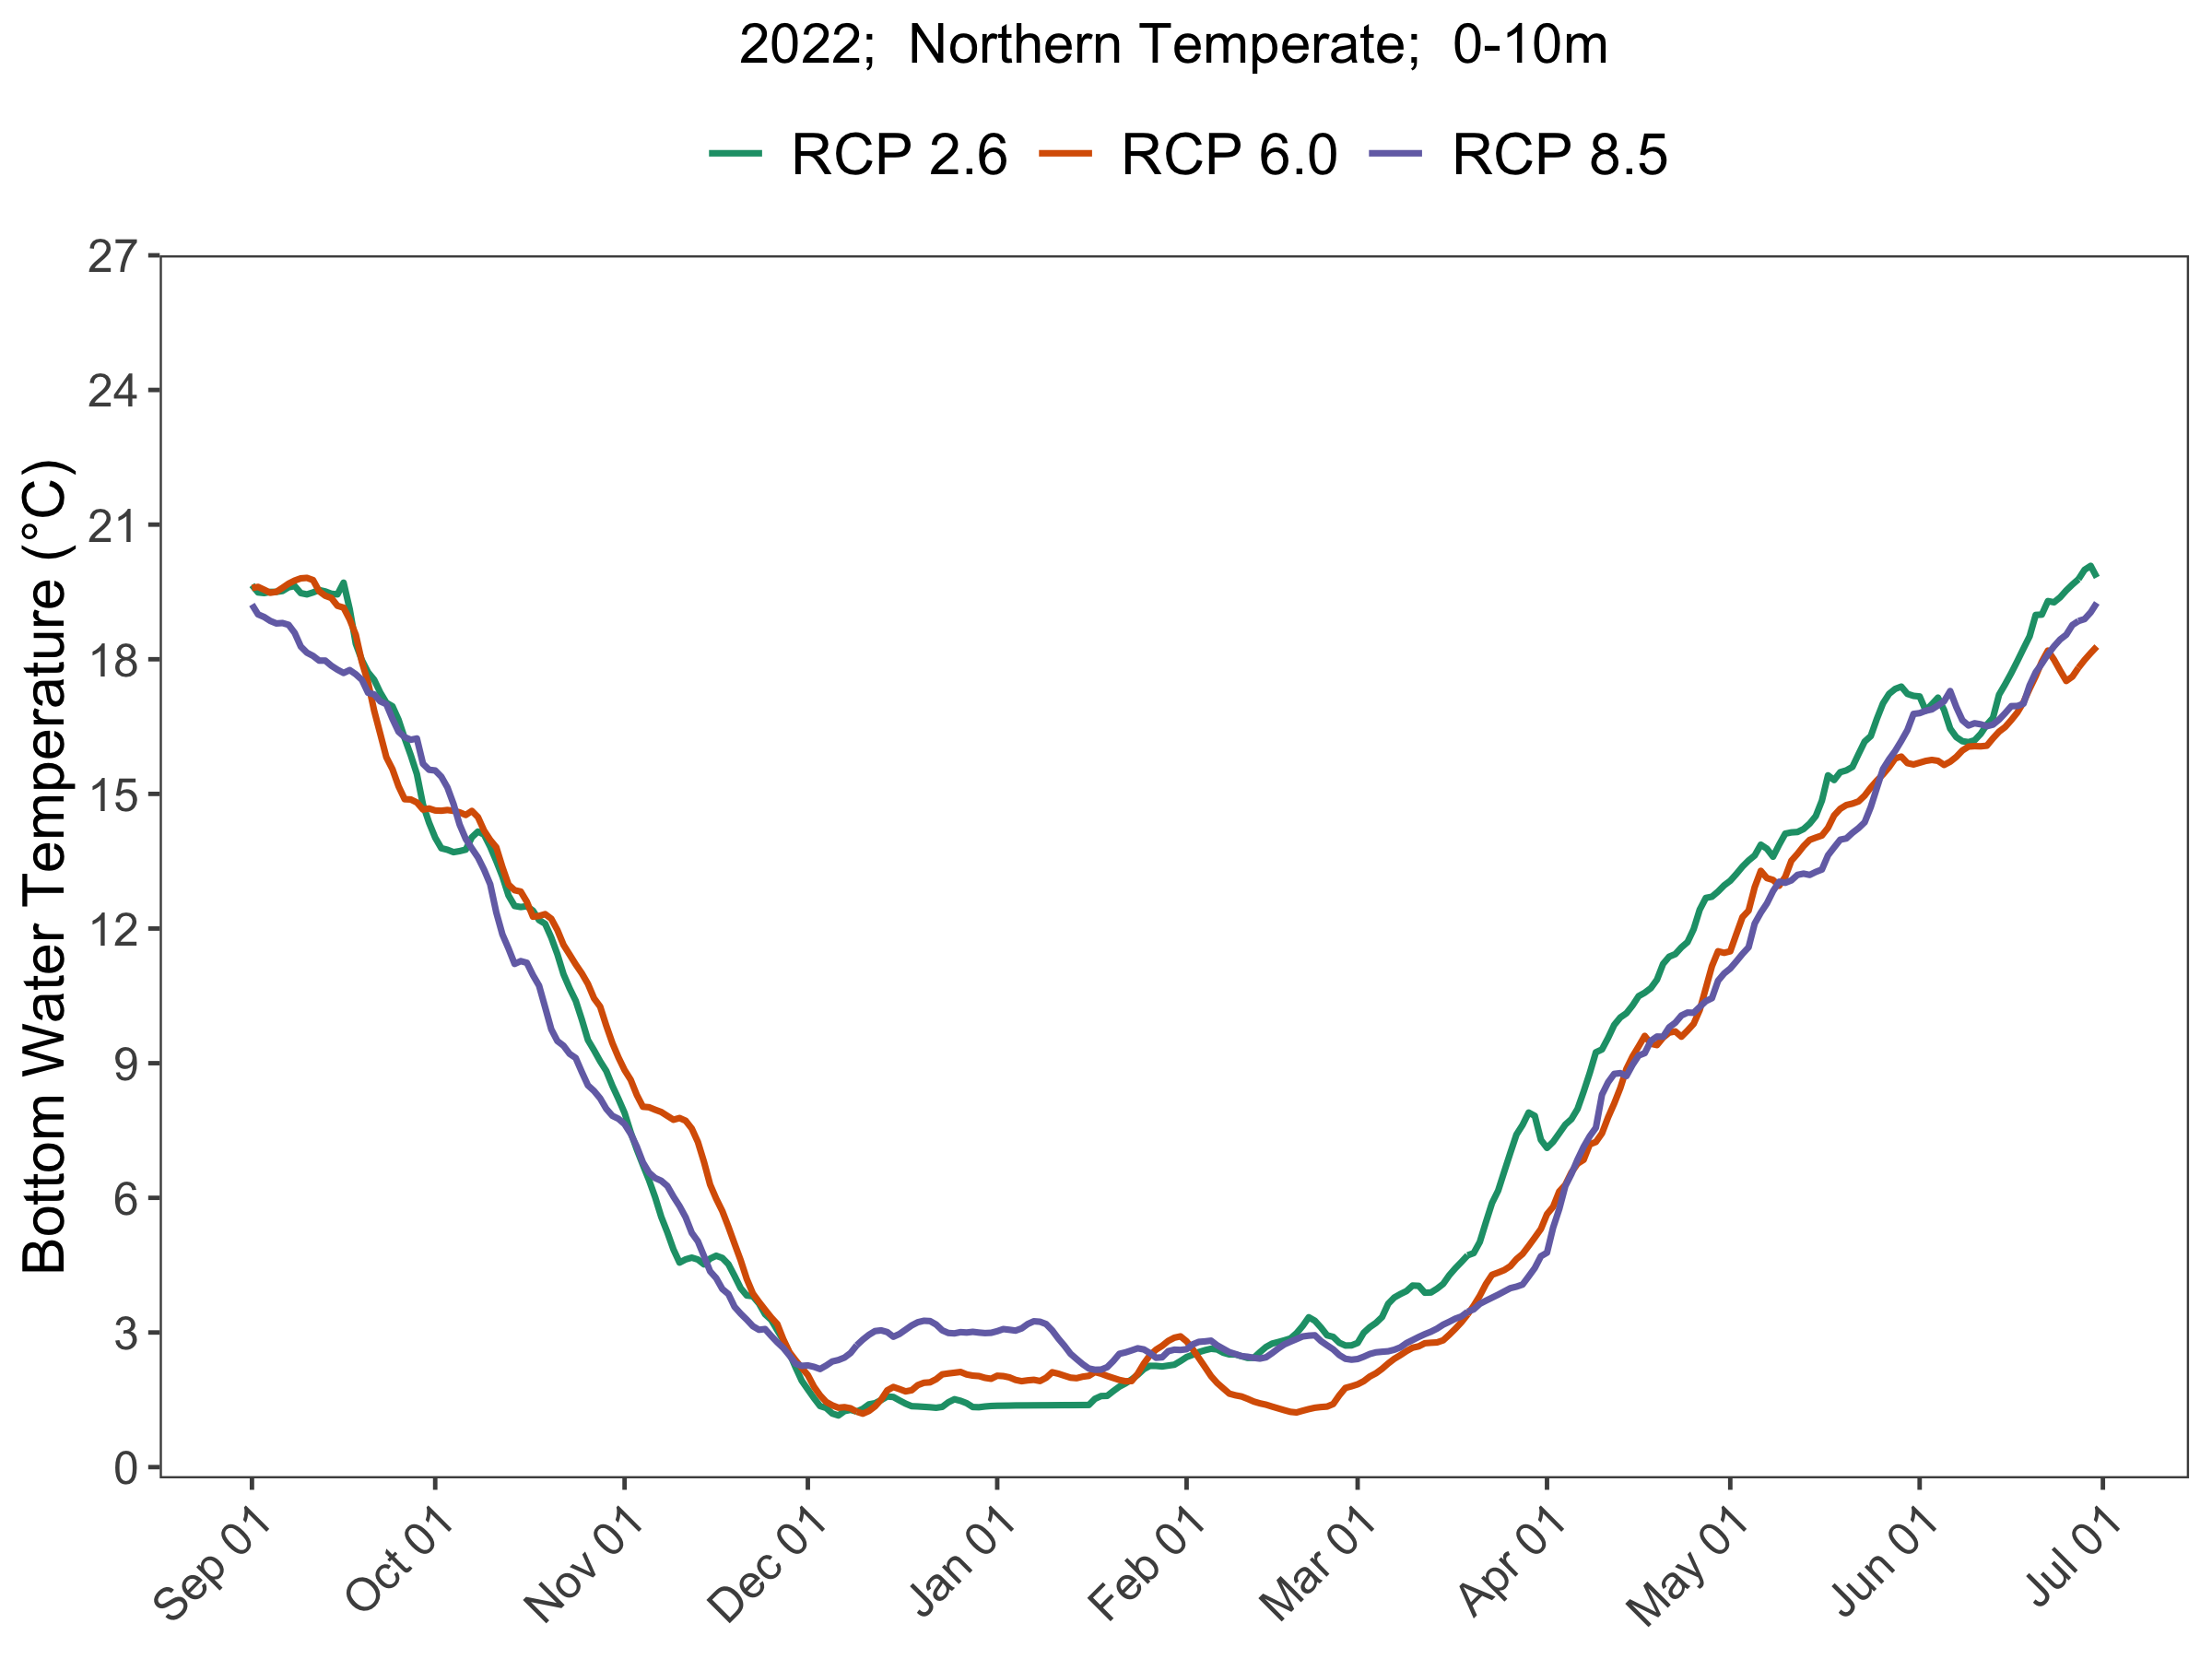 2022;  Northern Temperate;  0-10m
RCP 2.6 RCP 6.0 RCP 8.5
Bottom Water Temperature (°C)
27
24
21
18
15
12
9
6
3
0
Sep 01 Oct 01 Nov 01 Dec 01 Jan 01 Feb 01 Mar 01 Apr 01 May 01 Jun 01 Jul 01